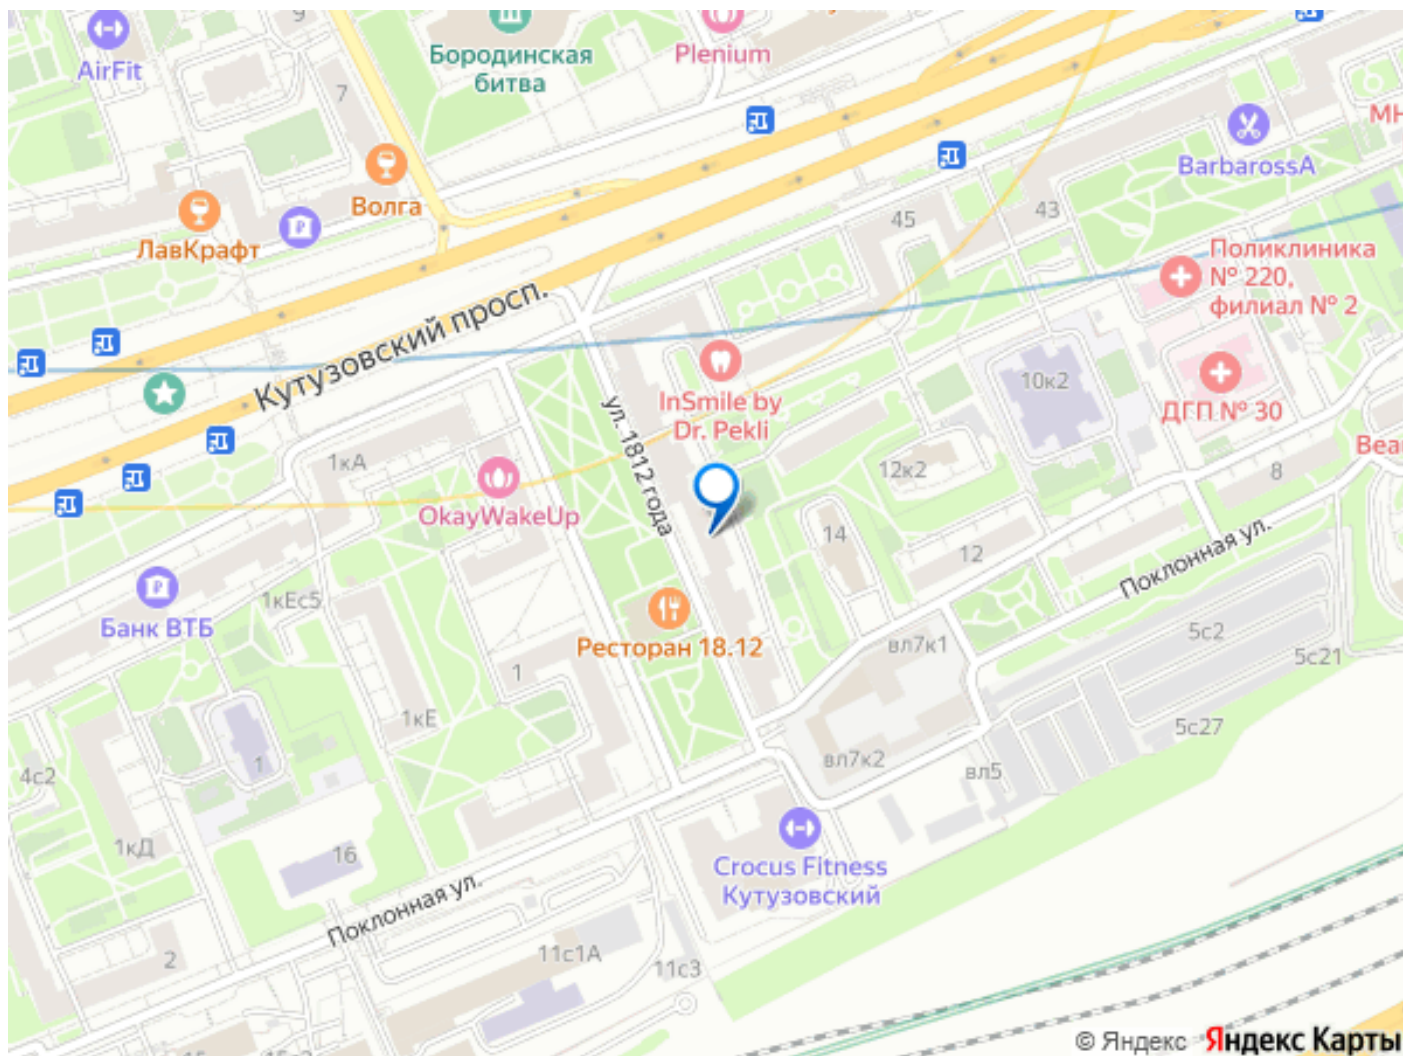 9
AirFit
Бородинская
битва
Plenium
7
МН
BarbarossA
Волга
45
43
ЛавКрафт
Поликлиника
№ 220,
филиал № 2
Кутузовский просп.
InSmile by
Dr. Pekli
10к2
ДГП № 30
ул. 1812 года
1кА
12к2
8
Beau
OkayWakeUp
14
12
Поклонная ул.
1кЕс5
Банк ВТБ
Ресторан 18.12
вл7к1
5с2
5с21
1
1кЕ
5с27
вл7к2
вл5
4с2
1
1кД
16
Crocus Fitness
Кутузовский
Поклонная ул.
2
11с1А
11с3
© Яндекс Яндекс Карты